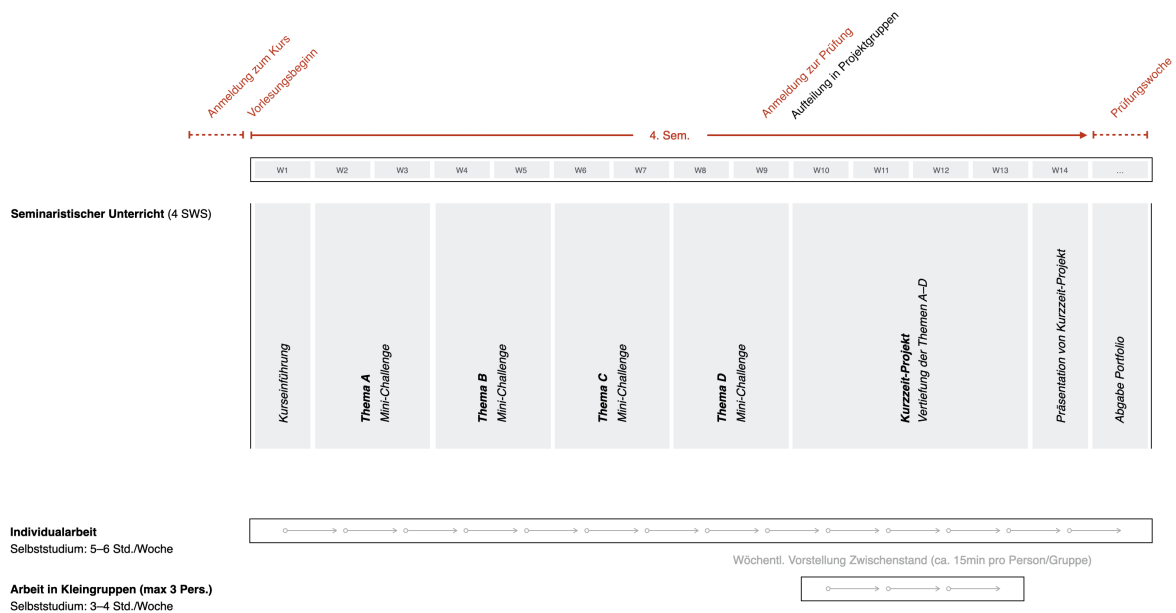 Anmeldung zum Kurs
Vorlesungsbeginn
Anmeldung zur Prüfung
Aufteilung in Projektgruppen
Prüfungswoche
4. Sem.
W1 W2 W3 W4 W5 W6 W7 W8 W9 W10 W11 W12 W13 W14 ...
Seminaristischer Unterricht (4 SWS)
Kurseinführung
Thema A
Mini-Challenge
Thema B
Mini-Challenge
Thema C
Mini-Challenge
Thema D
Mini-Challenge
Kurzzeit-Projekt
Vertiefung der Themen A–D
Präsentation von Kurzzeit-Projekt
Abgabe Portfolio
Individualarbeit
Selbststudium: 5–6 Std./Woche
Wöchentl. Vorstellung Zwischenstand (ca. 15min pro Person/Gruppe)
Arbeit in Kleingruppen (max 3 Pers.)
Selbststudium: 3–4 Std./Woche